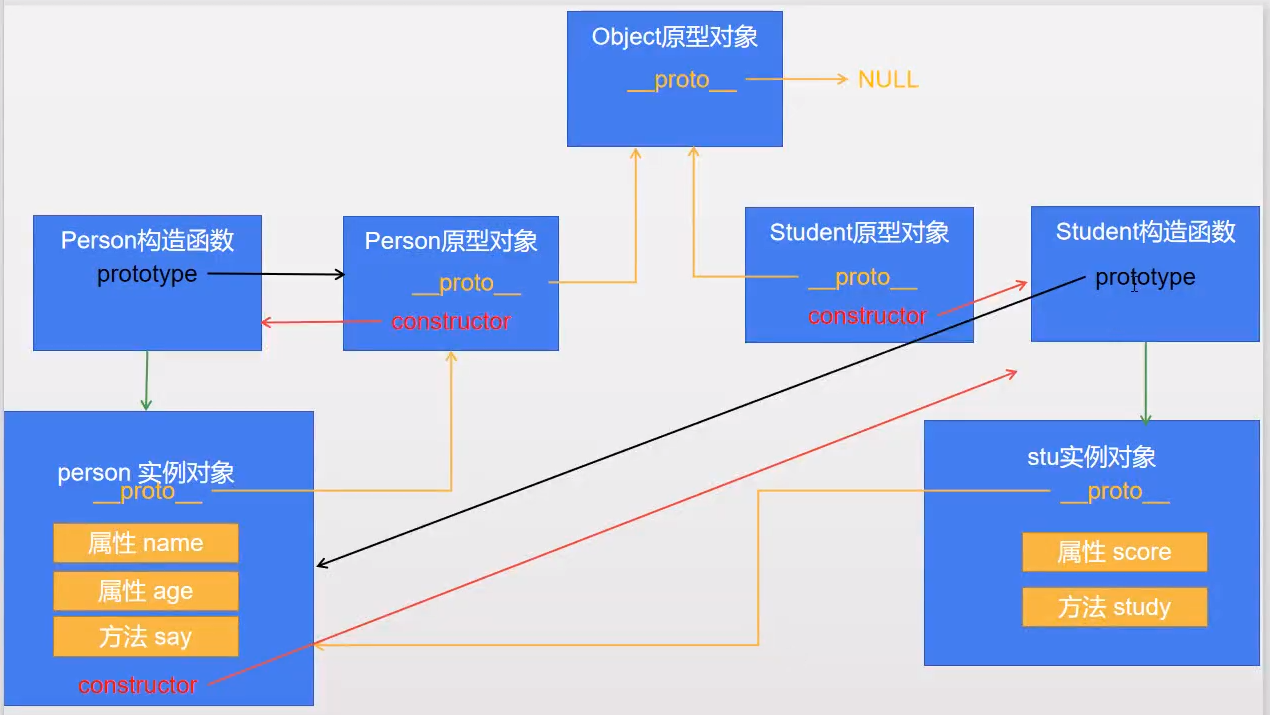 Object原型对象
__proto__
NULL
Person构造函数
prototype
Person原型对象
__proto__
constructor
Student原型对象
__proto__
constructor
Student构造函数
prototype
person 实例对象
__proto__
属性 name
属性 age
方法 say
constructor
stu实例对象
__proto__
属性 score
方法 study